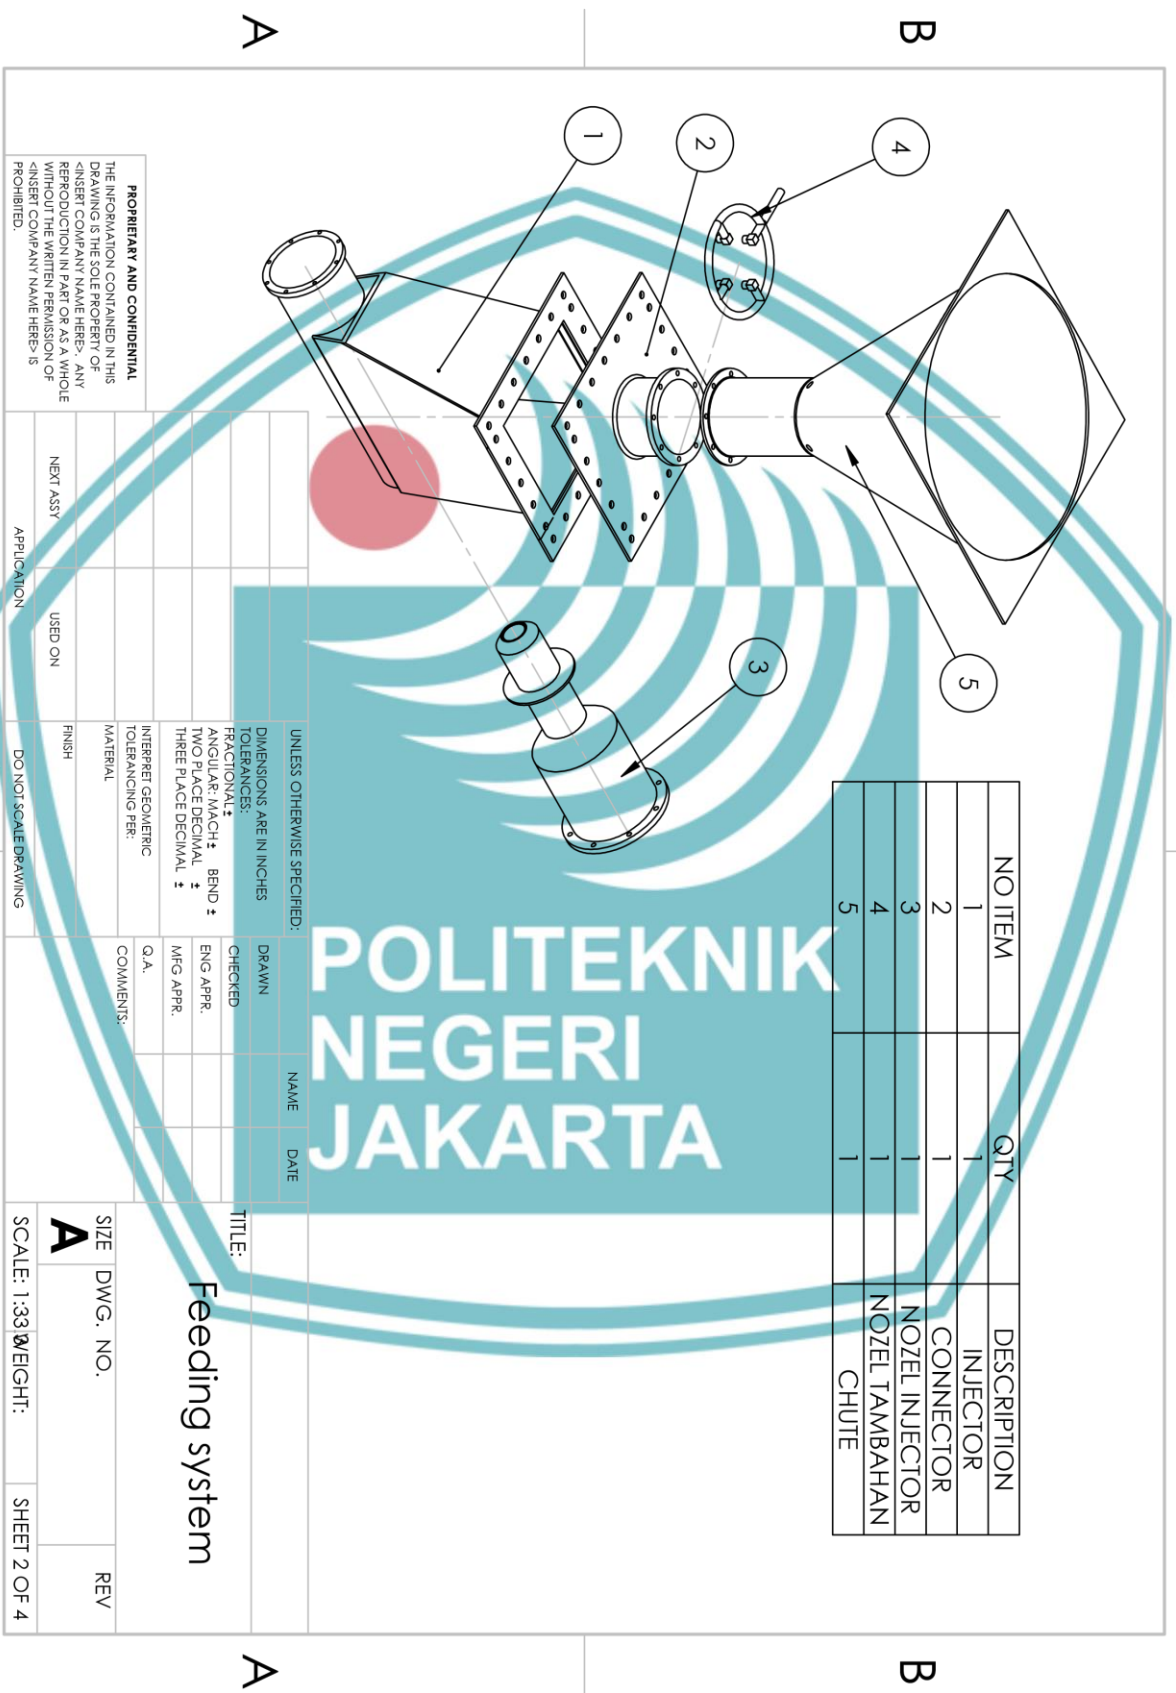 B
B
A
A
1
2
4
5
3
NO ITEM QTY DESCRIPTION
1 1 INJECTOR
2 1 CONNECTOR
3 1 NOZEL INJECTOR
4 1 NOZEL TAMBAHAN
5 1 CHUTE
POLITEKNIK
NEGERI
JAKARTA
PROPRIETARY AND CONFIDENTIAL
THE INFORMATION CONTAINED IN THIS
DRAWING IS THE SOLE PROPERTY OF
<INSERT COMPANY NAME HERE>. ANY
REPRODUCTION IN PART OR AS A WHOLE
WITHOUT THE WRITTEN PERMISSION OF
<INSERT COMPANY NAME HERE> IS
PROHIBITED.
NEXT ASSY USED ON
APPLICATION
UNLESS OTHERWISE SPECIFIED:
DIMENSIONS ARE IN INCHES
TOLERANCES:
FRACTIONAL ±
ANGULAR: MACH ± BEND ±
TWO PLACE DECIMAL ±
THREE PLACE DECIMAL ±
INTERPRET GEOMETRIC
TOLERANCING PER:
MATERIAL
FINISH
DO NOT SCALE DRAWING
NAME DATE
DRAWN
CHECKED
ENG APPR.
MFG APPR.
Q.A.
COMMENTS:
TITLE:
Feeding system
SIZE DWG. NO. REV
A
SCALE: 1:33.3 WEIGHT: SHEET 2 OF 4